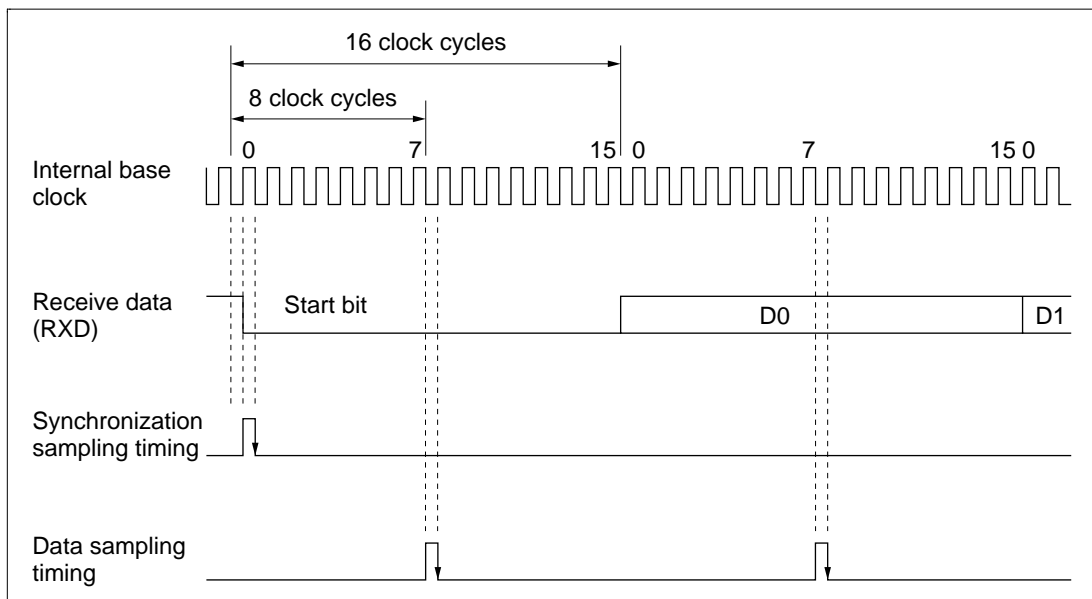 16 clock cycles
8 clock cycles
0 7 15 0 7 15 0
Internal base
clock
Receive data
(RXD)
Start bit
D0
D1
Synchronization
sampling timing
Data sampling
timing